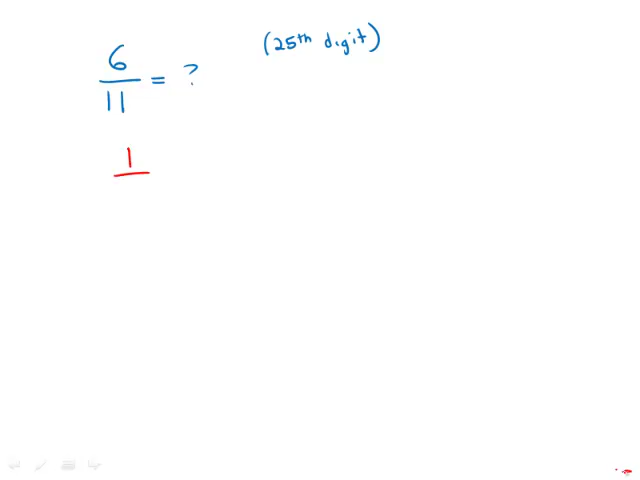 (25th digit)
6
11 = ?
1